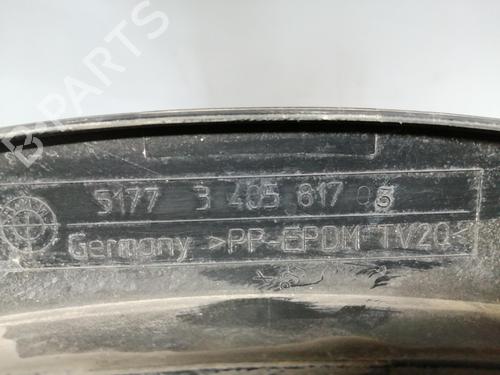 B-PARTS
5177 3 405 817 03
Germany >PP-EPDM-TV20<